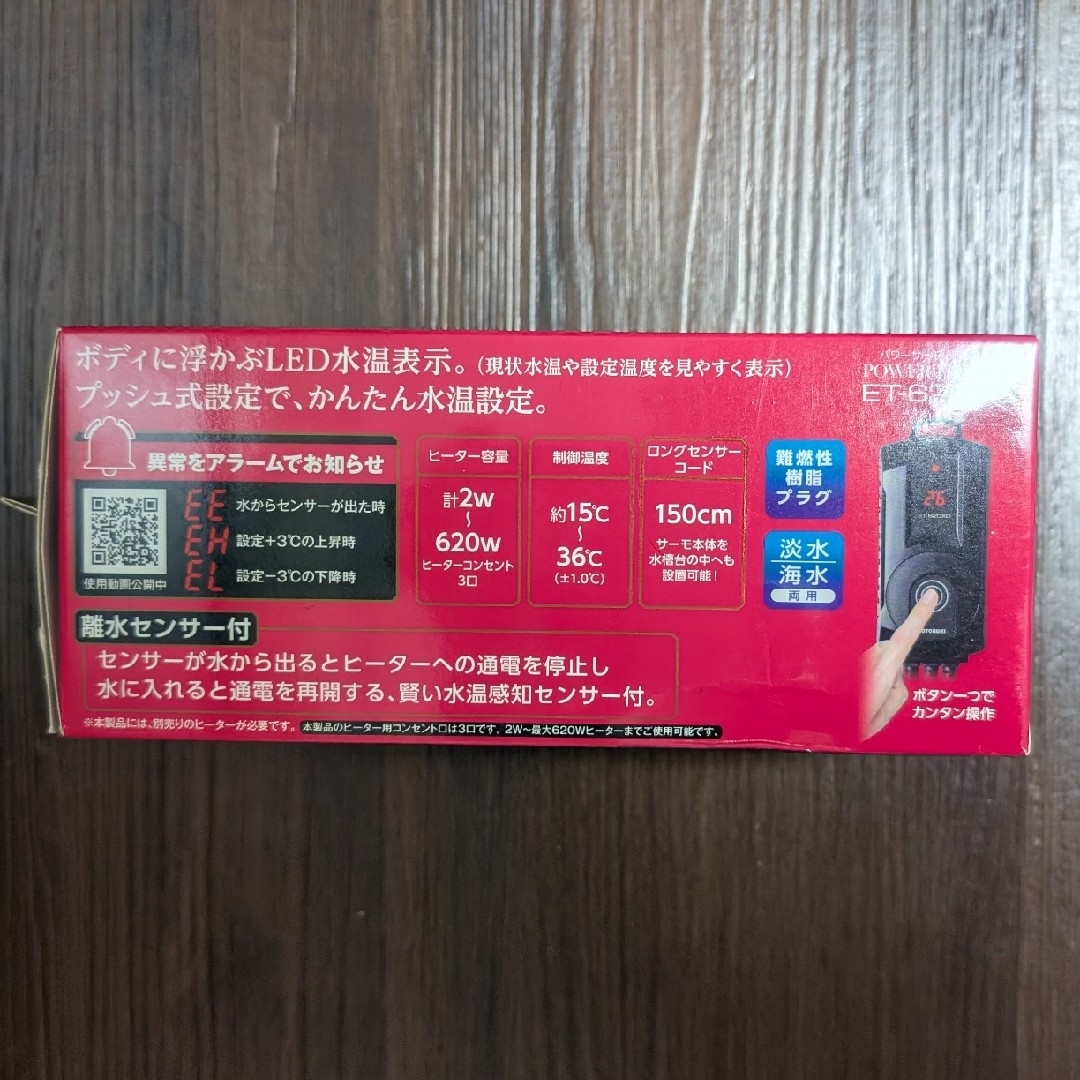 ボディに浮かぶLED水温表示。(現状水温や設定温度を見やすく表示)
プッシュ式設定で、かんたん水温設定。
異常をアラームでお知らせ
EE 水からセンサーが出た時
EH 設定+3℃の上昇時
EL 設定-3℃の下降時
使用動画公開中
ヒーター容量
計2w
〜
620w
ヒーターコンセント
3口
制御温度
約15℃
〜
36℃
(±1.0℃)
ロングセンサー
コード
150cm
サーモ本体を
水槽台の中へも
設置可能!
難燃性
樹脂
プラグ
淡水
海水
両用
パワーサ
POWER
ET-6
26
KOTOBUKI
ボタン一つで
カンタン操作
離水センサー付
センサーが水から出るとヒーターへの通電を停止し
水に入れると通電を再開する、賢い水温感知センサー付。
※本製品には、別売りのヒーターが必要です。 本製品のヒーター用コンセント口は3口です。2W〜最大620Wヒーターまでご使用可能です。